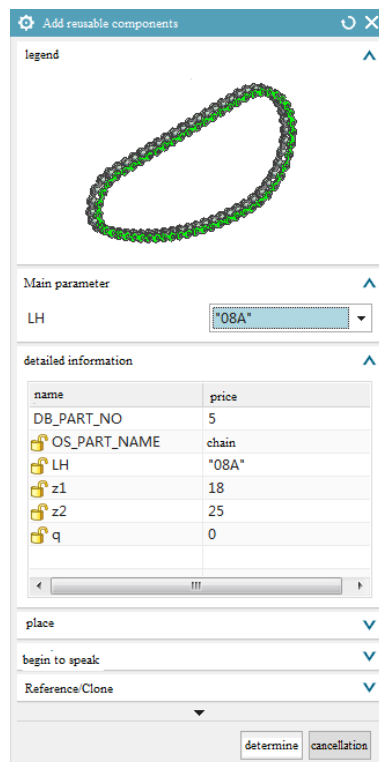 Add reusable components
legend
Main parameter
LH "08A"
detailed information
name price
DB_PART_NO 5
OS_PART_NAME chain
LH "08A"
z1 18
z2 25
q 0
place
begin to speak
Reference/Clone
determine cancellation